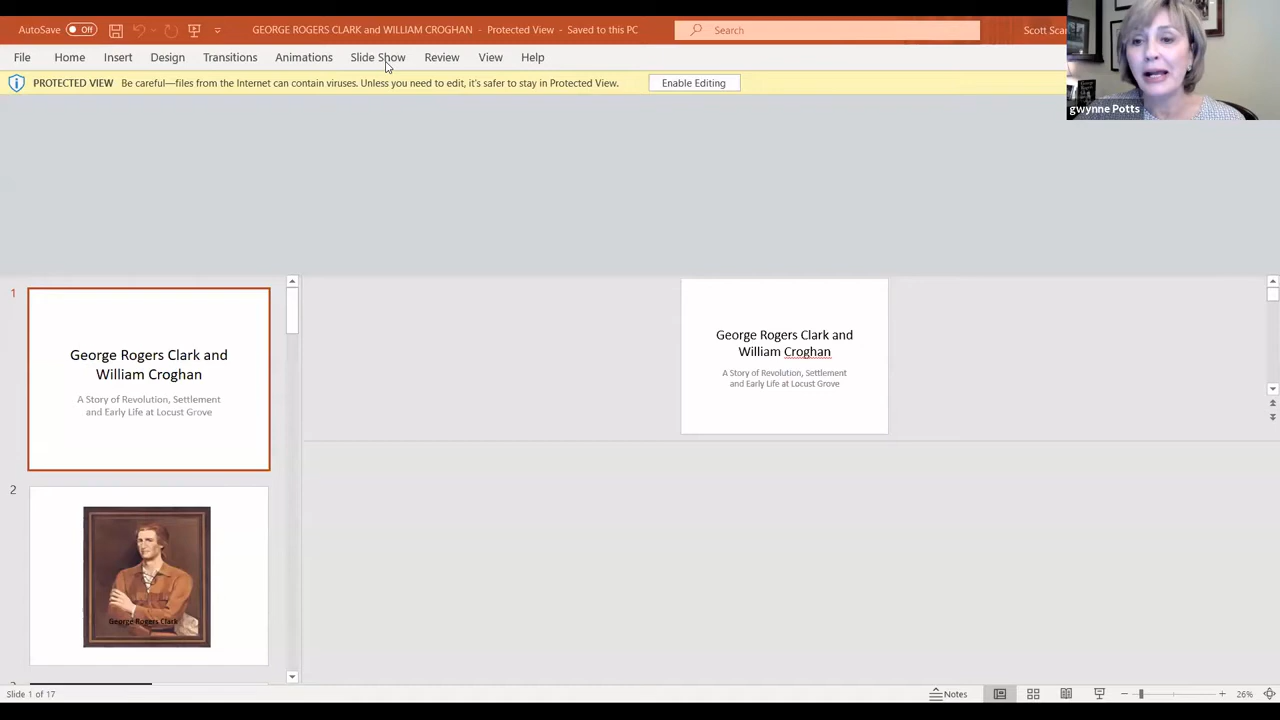 AutoSave Off
GEORGE ROGERS CLARK and WILLIAM CROGHAN - Protected View - Saved to this PC
Search
Scott
gwynne Potts
File Home Insert Design Transitions Animations Slide Show Review View Help
PROTECTED VIEW Be careful—files from the Internet can contain viruses. Unless you need to edit, it's safer to stay in Protected View.
Enable Editing
1
George Rogers Clark and
William Croghan
A Story of Revolution, Settlement
and Early Life at Locust Grove
George Rogers Clark and
William Croghan
A Story of Revolution, Settlement
and Early Life at Locust Grove
2
George Rogers Clark
Slide 1 of 17
Notes
26%